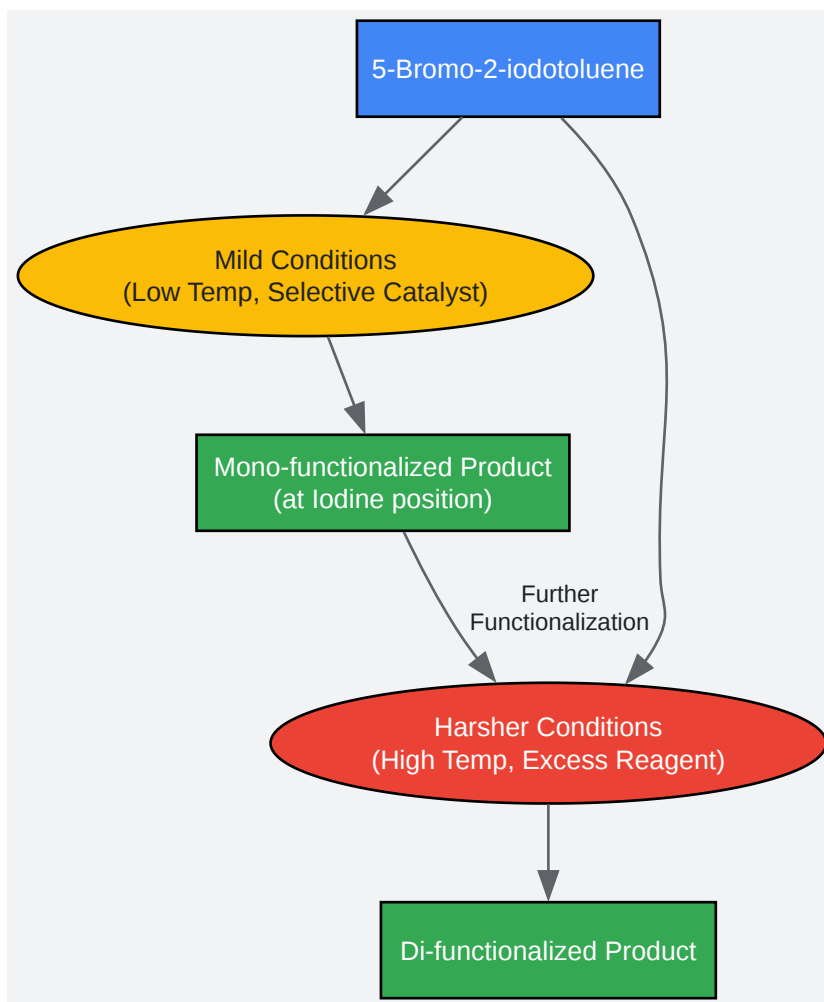 5-Bromo-2-iodotoluene
Mild Conditions
(Low Temp, Selective Catalyst)
Mono-functionalized Product
(at Iodine position)
Further
Functionalization
Harsher Conditions
(High Temp, Excess Reagent)
Di-functionalized Product